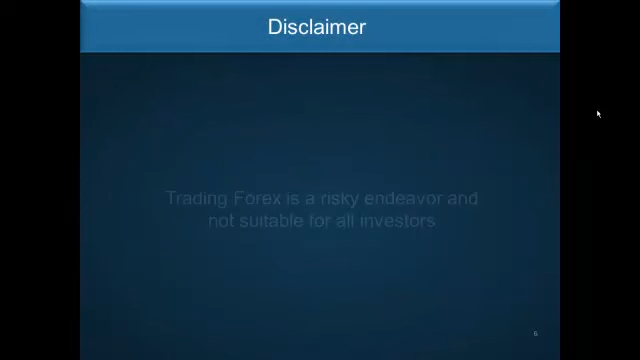 Disclaimer
Trading Forex is a risky endeavor and
not suitable for all investors
6